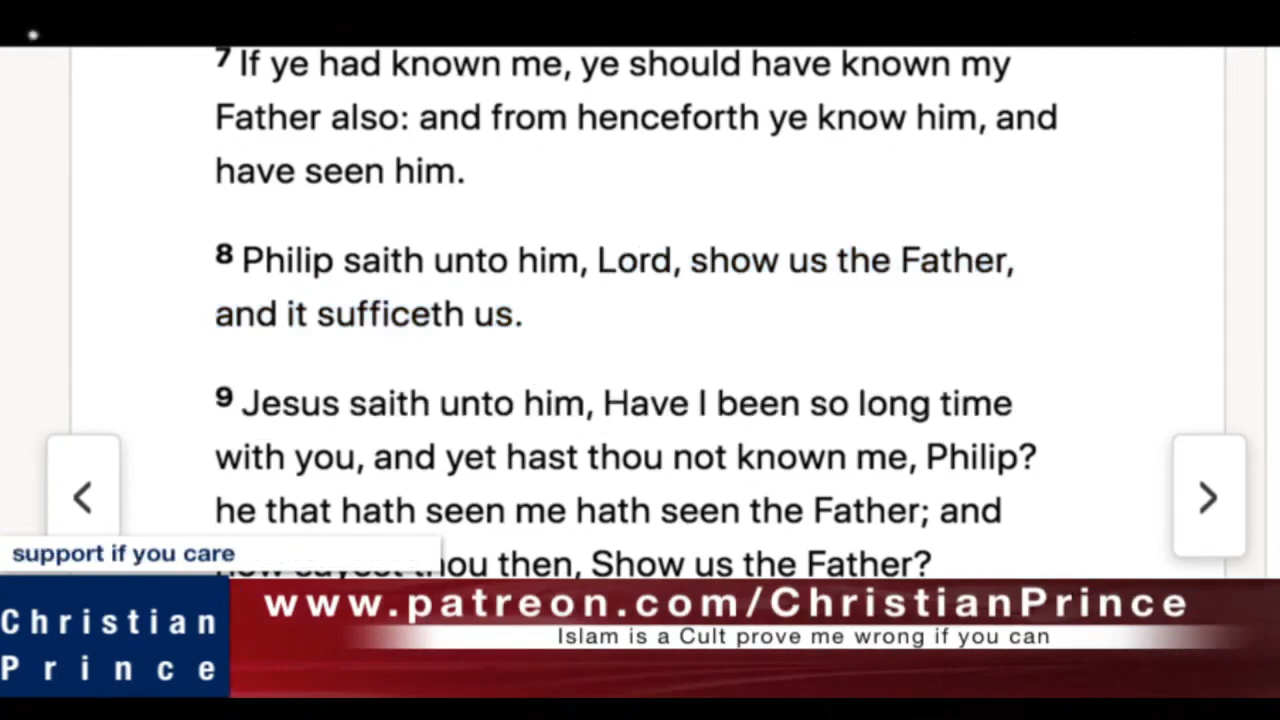 7 If ye had known me, ye should have known my
Father also: and from henceforth ye know him, and
have seen him.
8 Philip saith unto him, Lord, show us the Father,
and it sufficeth us.
9 Jesus saith unto him, Have I been so long time
with you, and yet hast thou not known me, Philip?
he that hath seen me hath seen the Father; and
thou then, Show us the Father?
support if you care
Christian
Prince
www.patreon.com/ChristianPrince
Islam is a Cult prove me wrong if you can